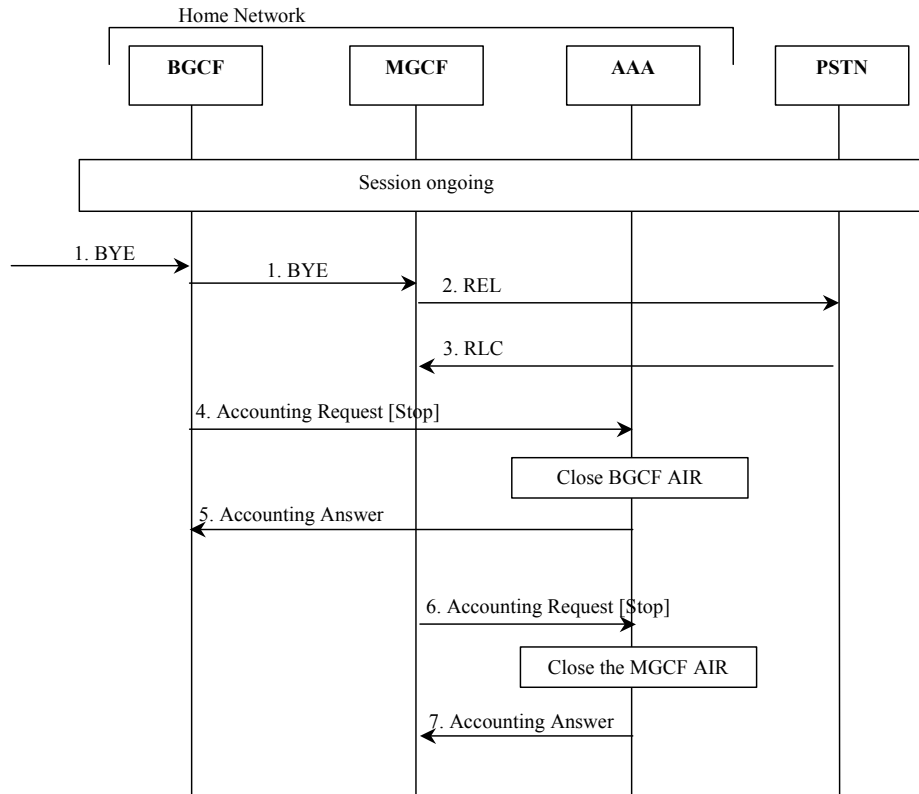 Home Network
BGCF
MGCF
AAA
PSTN
Session ongoing
1. BYE
1. BYE
2. REL
3. RLC
4. Accounting Request [Stop]
Close BGCF AIR
5. Accounting Answer
6. Accounting Request [Stop]
Close the MGCF AIR
7. Accounting Answer